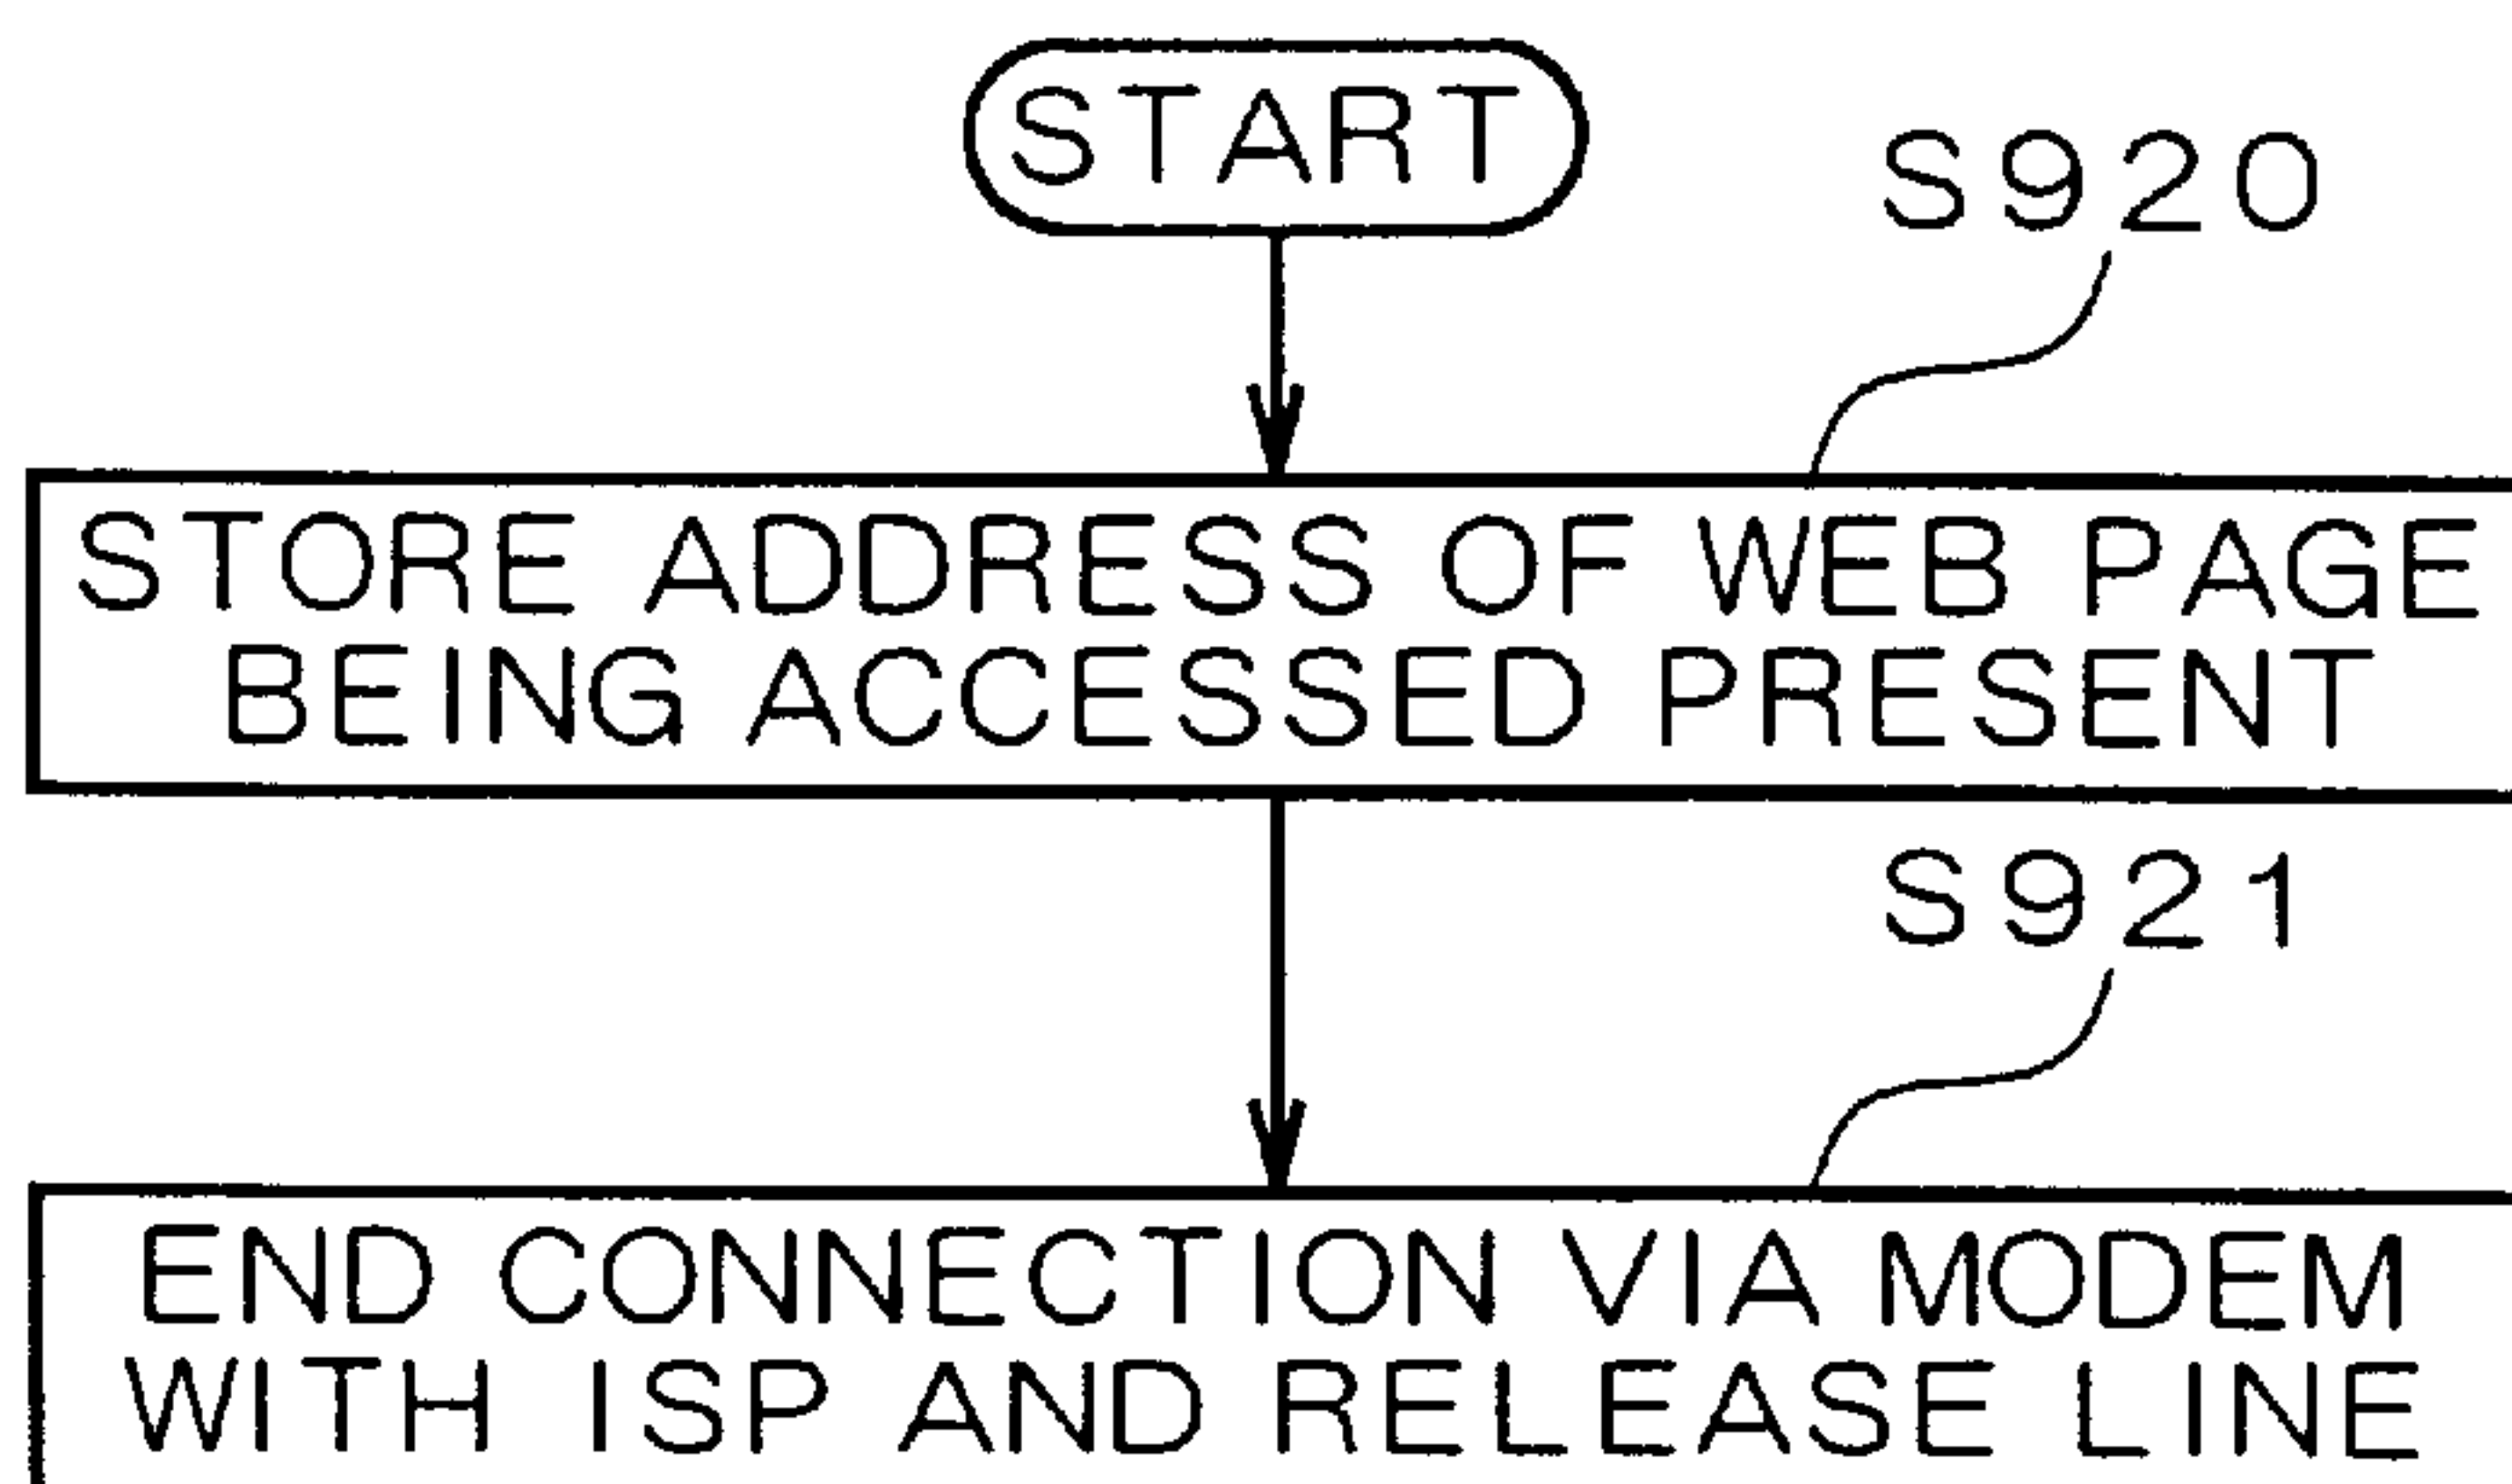 START
S920
STORE ADDRESS OF WEB PAGE
BEING ACCESSED PRESENT
S921
END CONNECTION VIA MODEM
WITH ISP AND RELEASE LINE